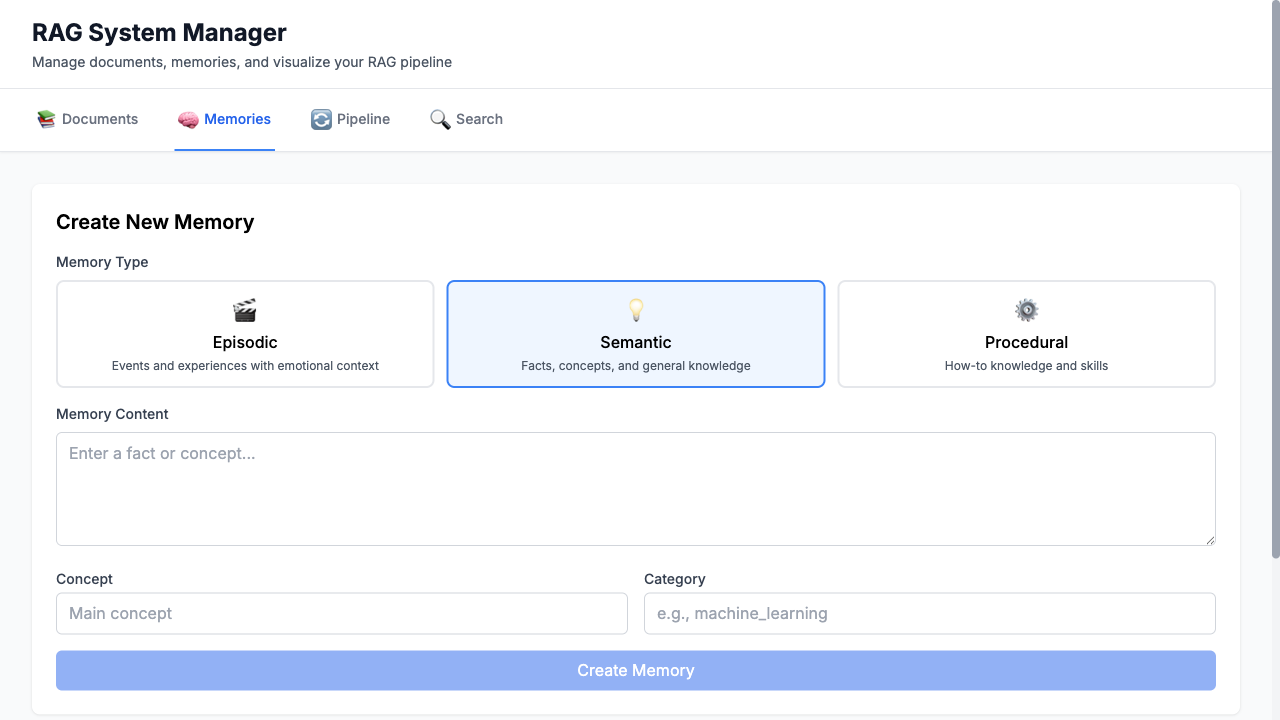 RAG System Manager
Manage documents, memories, and visualize your RAG pipeline
Documents
Memories
Pipeline
Search
Create New Memory
Memory Type
Episodic
Events and experiences with emotional context
Semantic
Facts, concepts, and general knowledge
Procedural
How-to knowledge and skills
Memory Content
Enter a fact or concept...
Concept
Category
Main concept
e.g., machine_learning
Create Memory